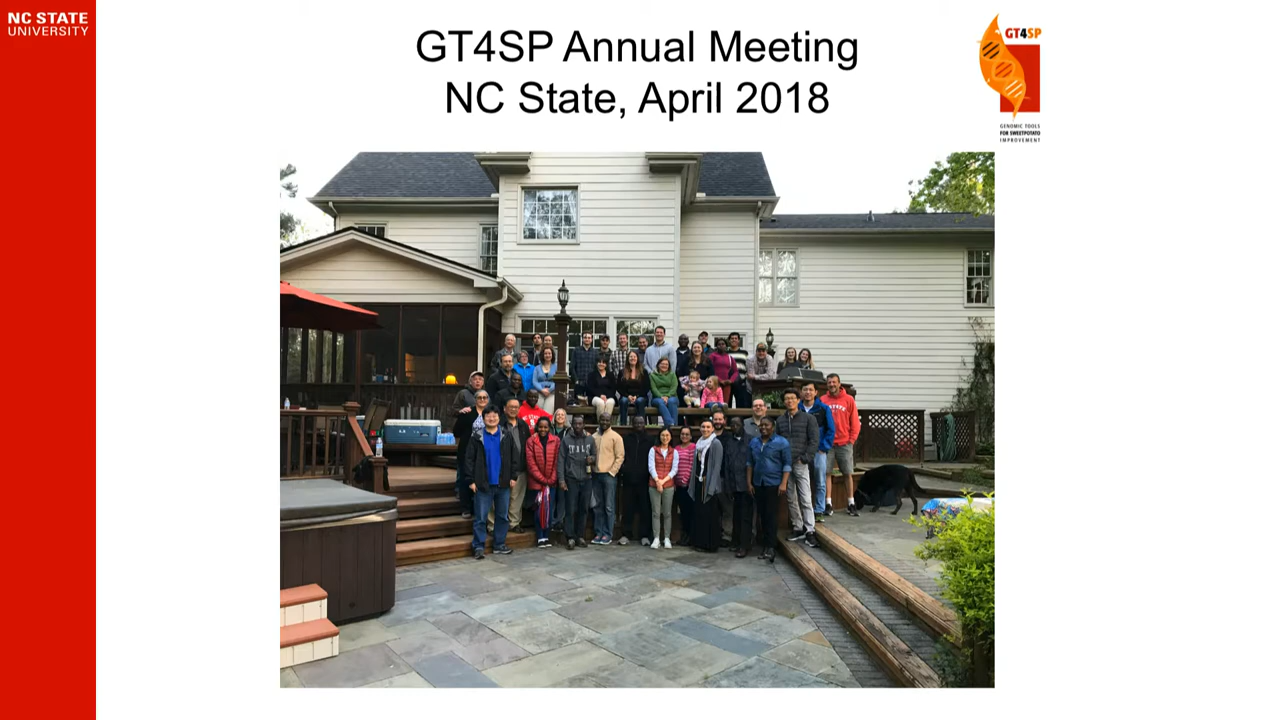 NC STATE
UNIVERSITY
GT4SP Annual Meeting
NC State, April 2018
GT4SP
GENOMIC TOOLS
FOR SWEETPOTATO
IMPROVEMENT